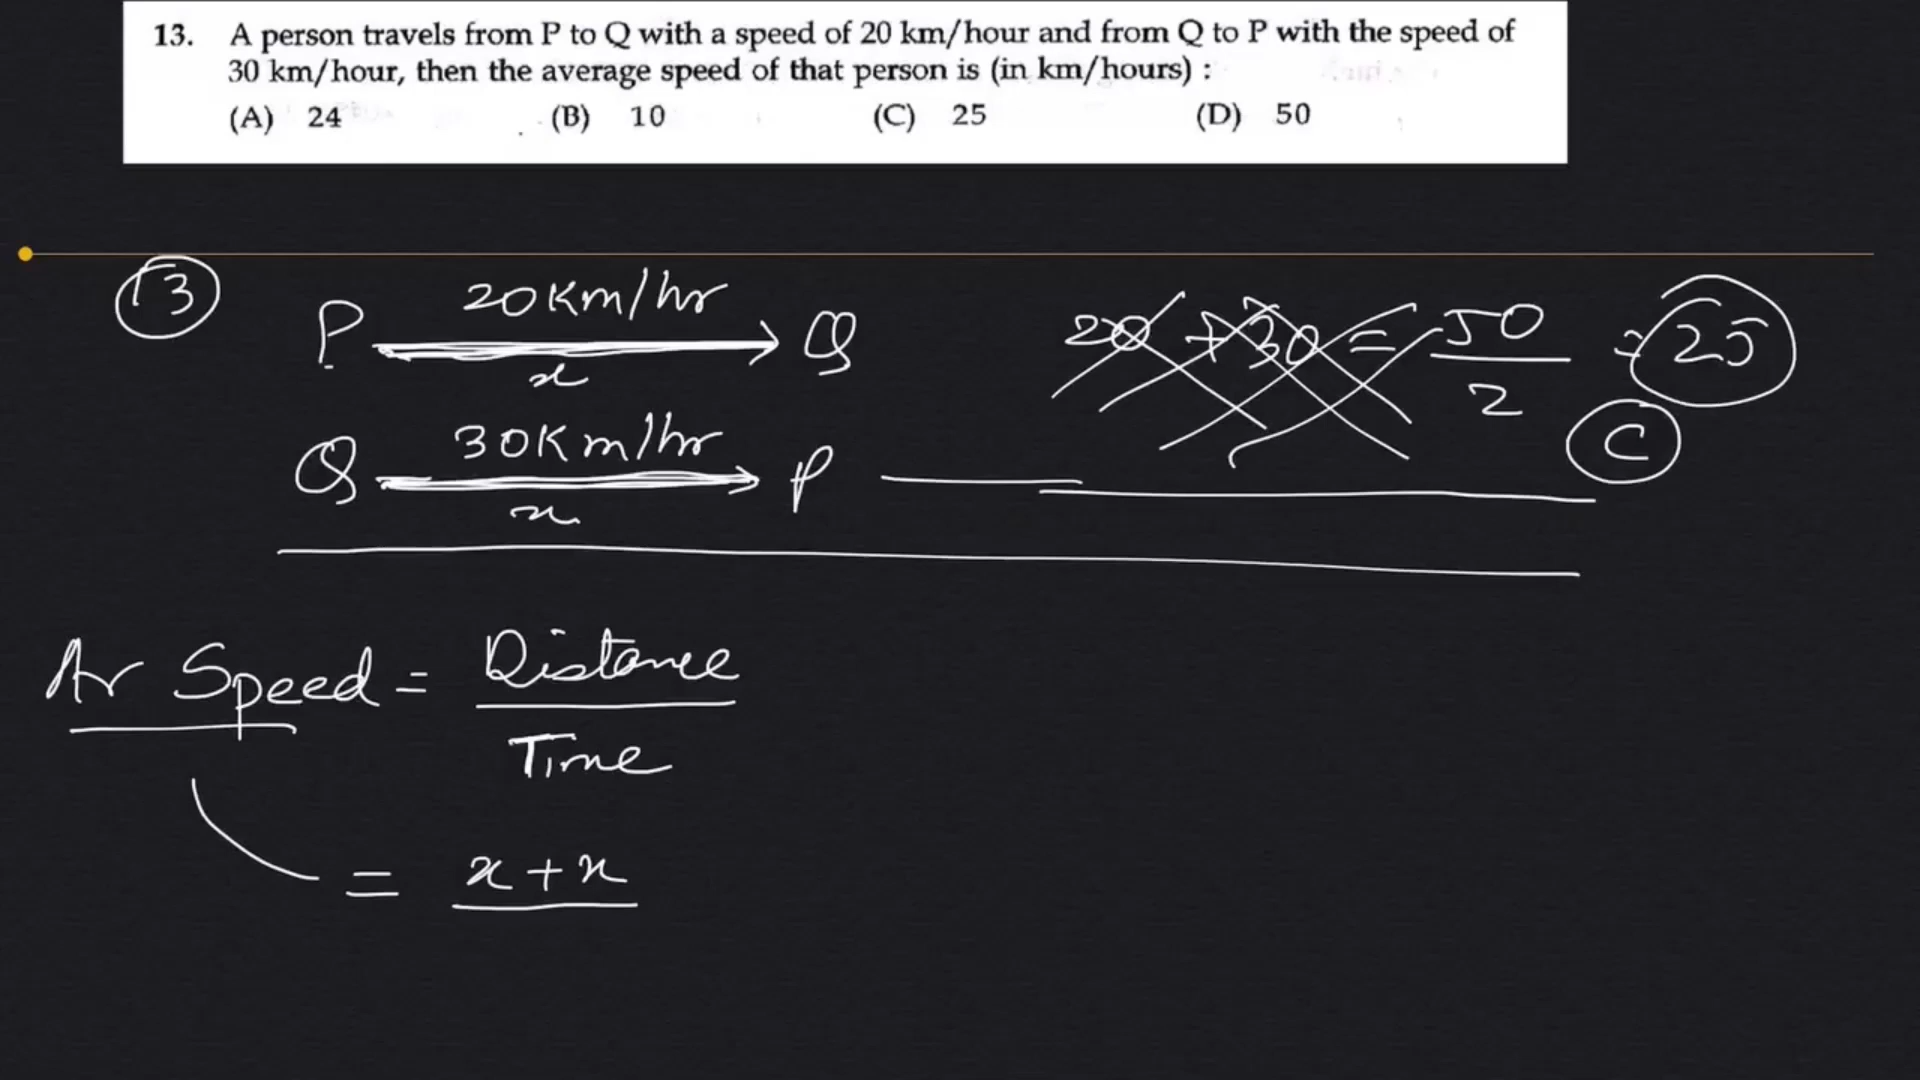 13. A person travels from P to Q with a speed of 20 km/hour and from Q to P with the speed of
30 km/hour, then the average speed of that person is (in km/hours) :
(A) 24 (B) 10 (C) 25 (D) 50
13
P 20Km/hr Q
x
20 + 30 = 50/2 = 25
C
Q 30Km/hr P
x
Av Speed = Distance
Time
= x + x